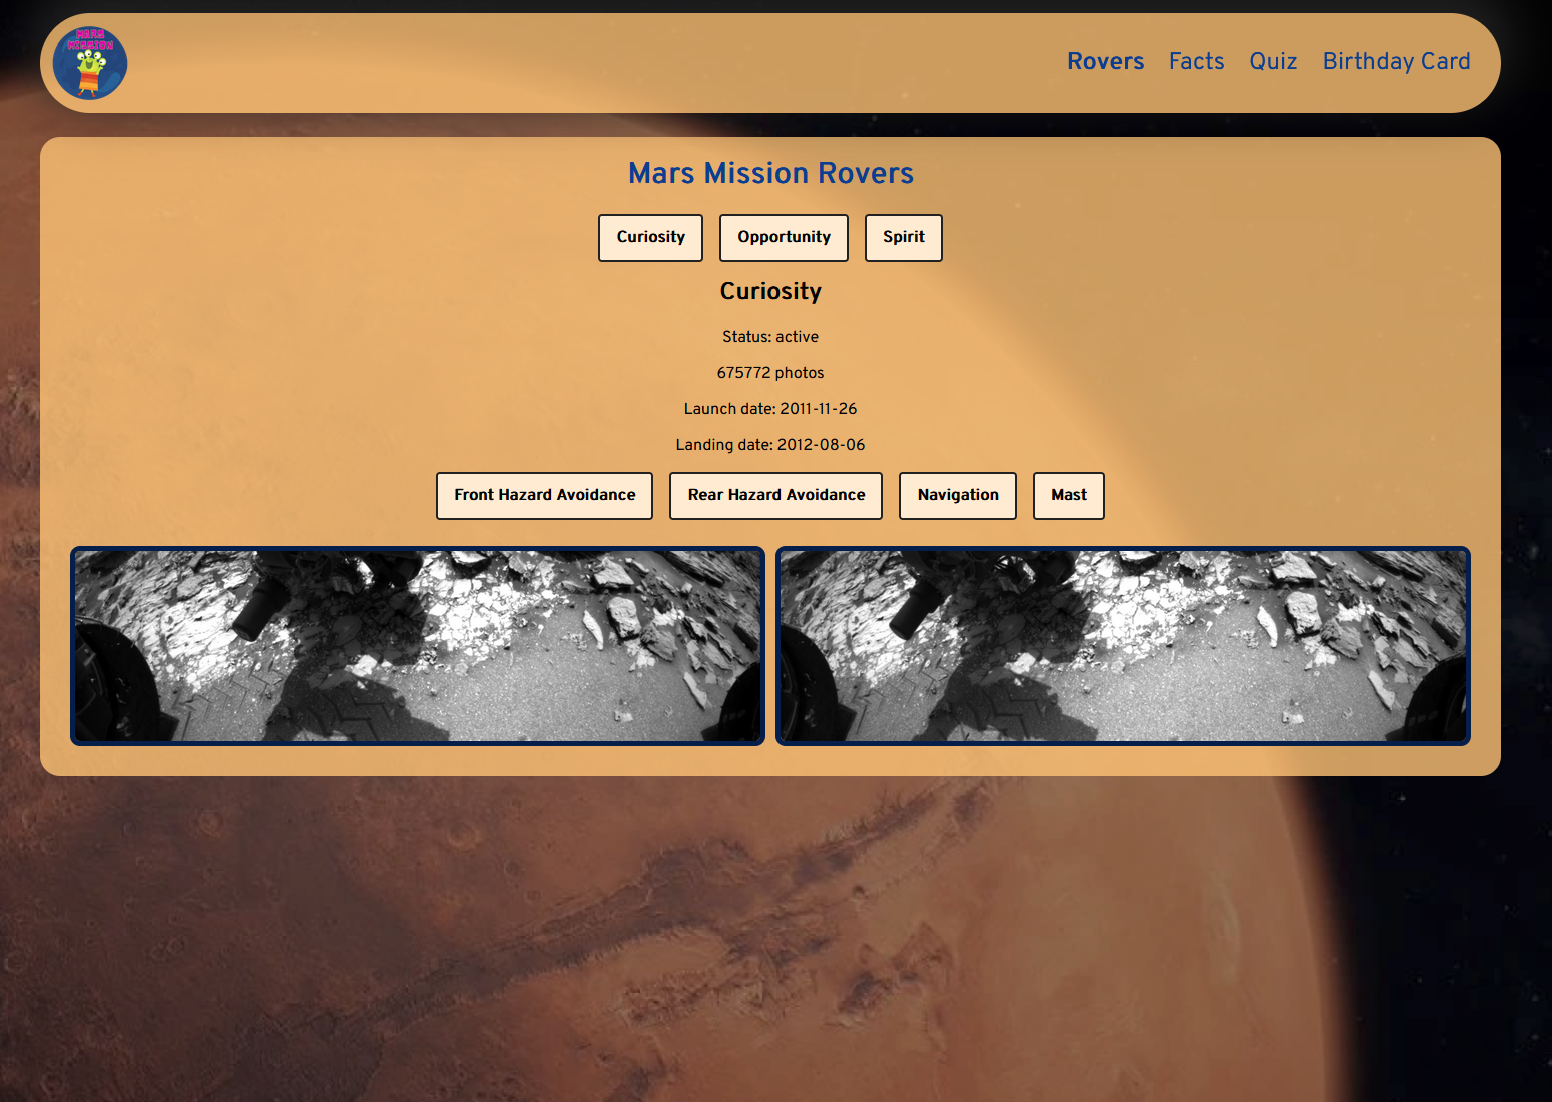 MARS
MISSION
Rovers Facts Quiz Birthday Card
Mars Mission Rovers
Curiosity Opportunity Spirit
Curiosity
Status: active
675772 photos
Launch date: 2011-11-26
Landing date: 2012-08-06
Front Hazard Avoidance Rear Hazard Avoidance Navigation Mast